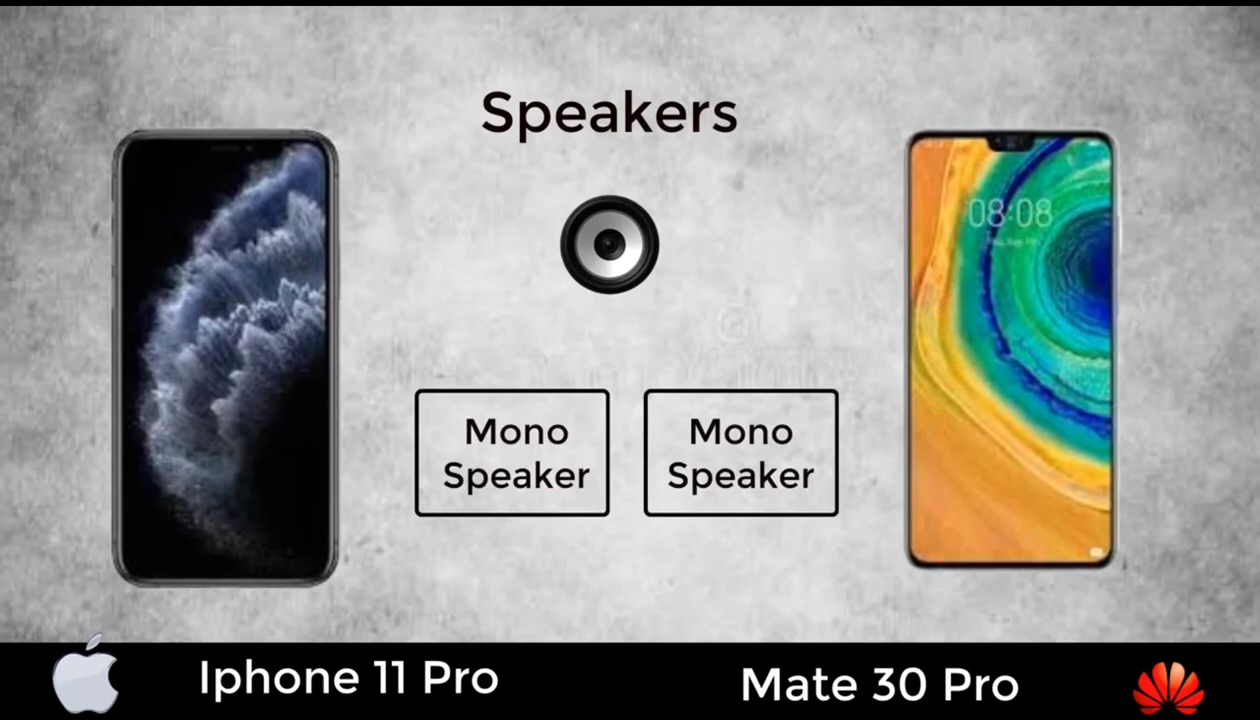 Speakers
08:08
Mono
Speaker
Mono
Speaker
Iphone 11 Pro
Mate 30 Pro